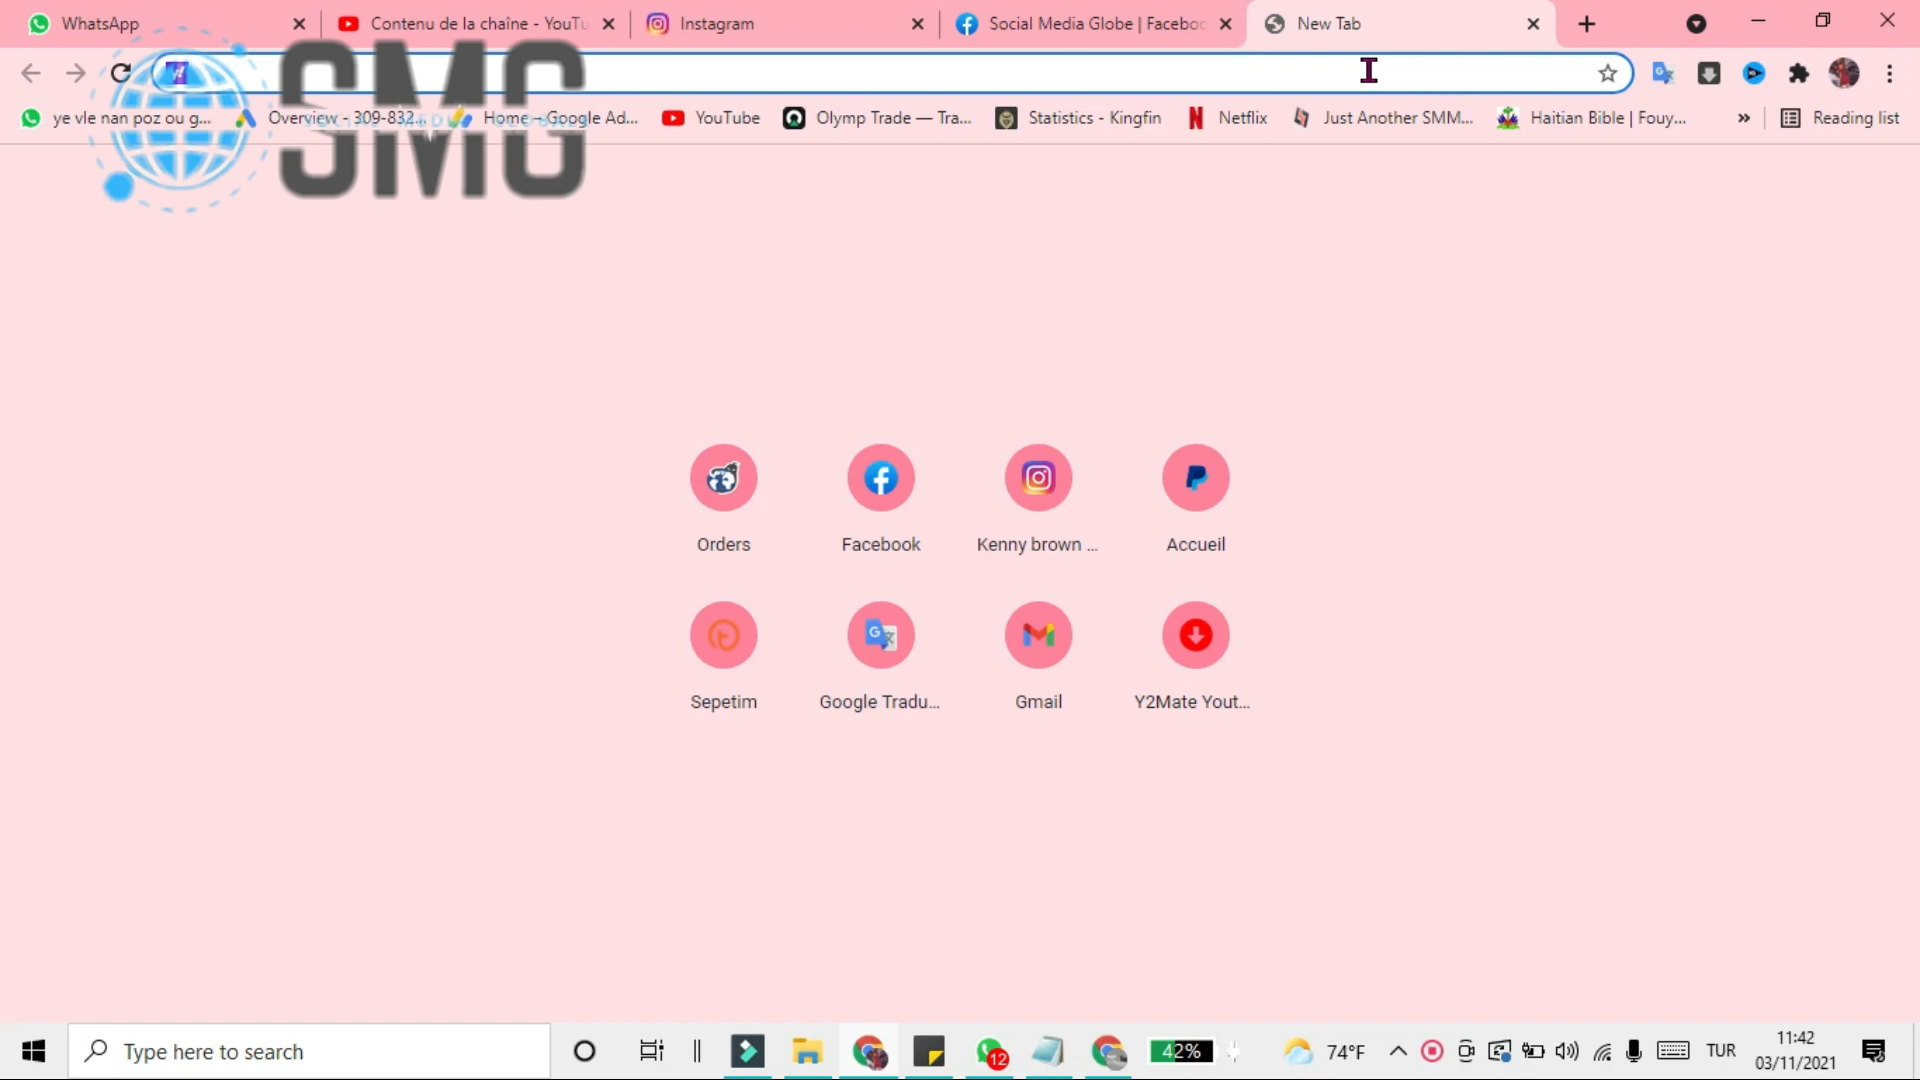 WhatsApp
Contenu de la chaîne - YouTu
Instagram
Social Media Globe | Faceboo
New Tab
SMG
ye vle nan poz ou g...
Overview - 309-832...
Home - Google Ad...
YouTube
Olymp Trade — Tra...
Statistics - Kingfin
Netflix
Just Another SMM...
Haitian Bible | Fouy...
»
Reading list
Orders
Facebook
Kenny brown ...
Accueil
Sepetim
Google Tradu...
Gmail
Y2Mate Yout...
Type here to search
12
42%
74°F
TUR
11:42
03/11/2021